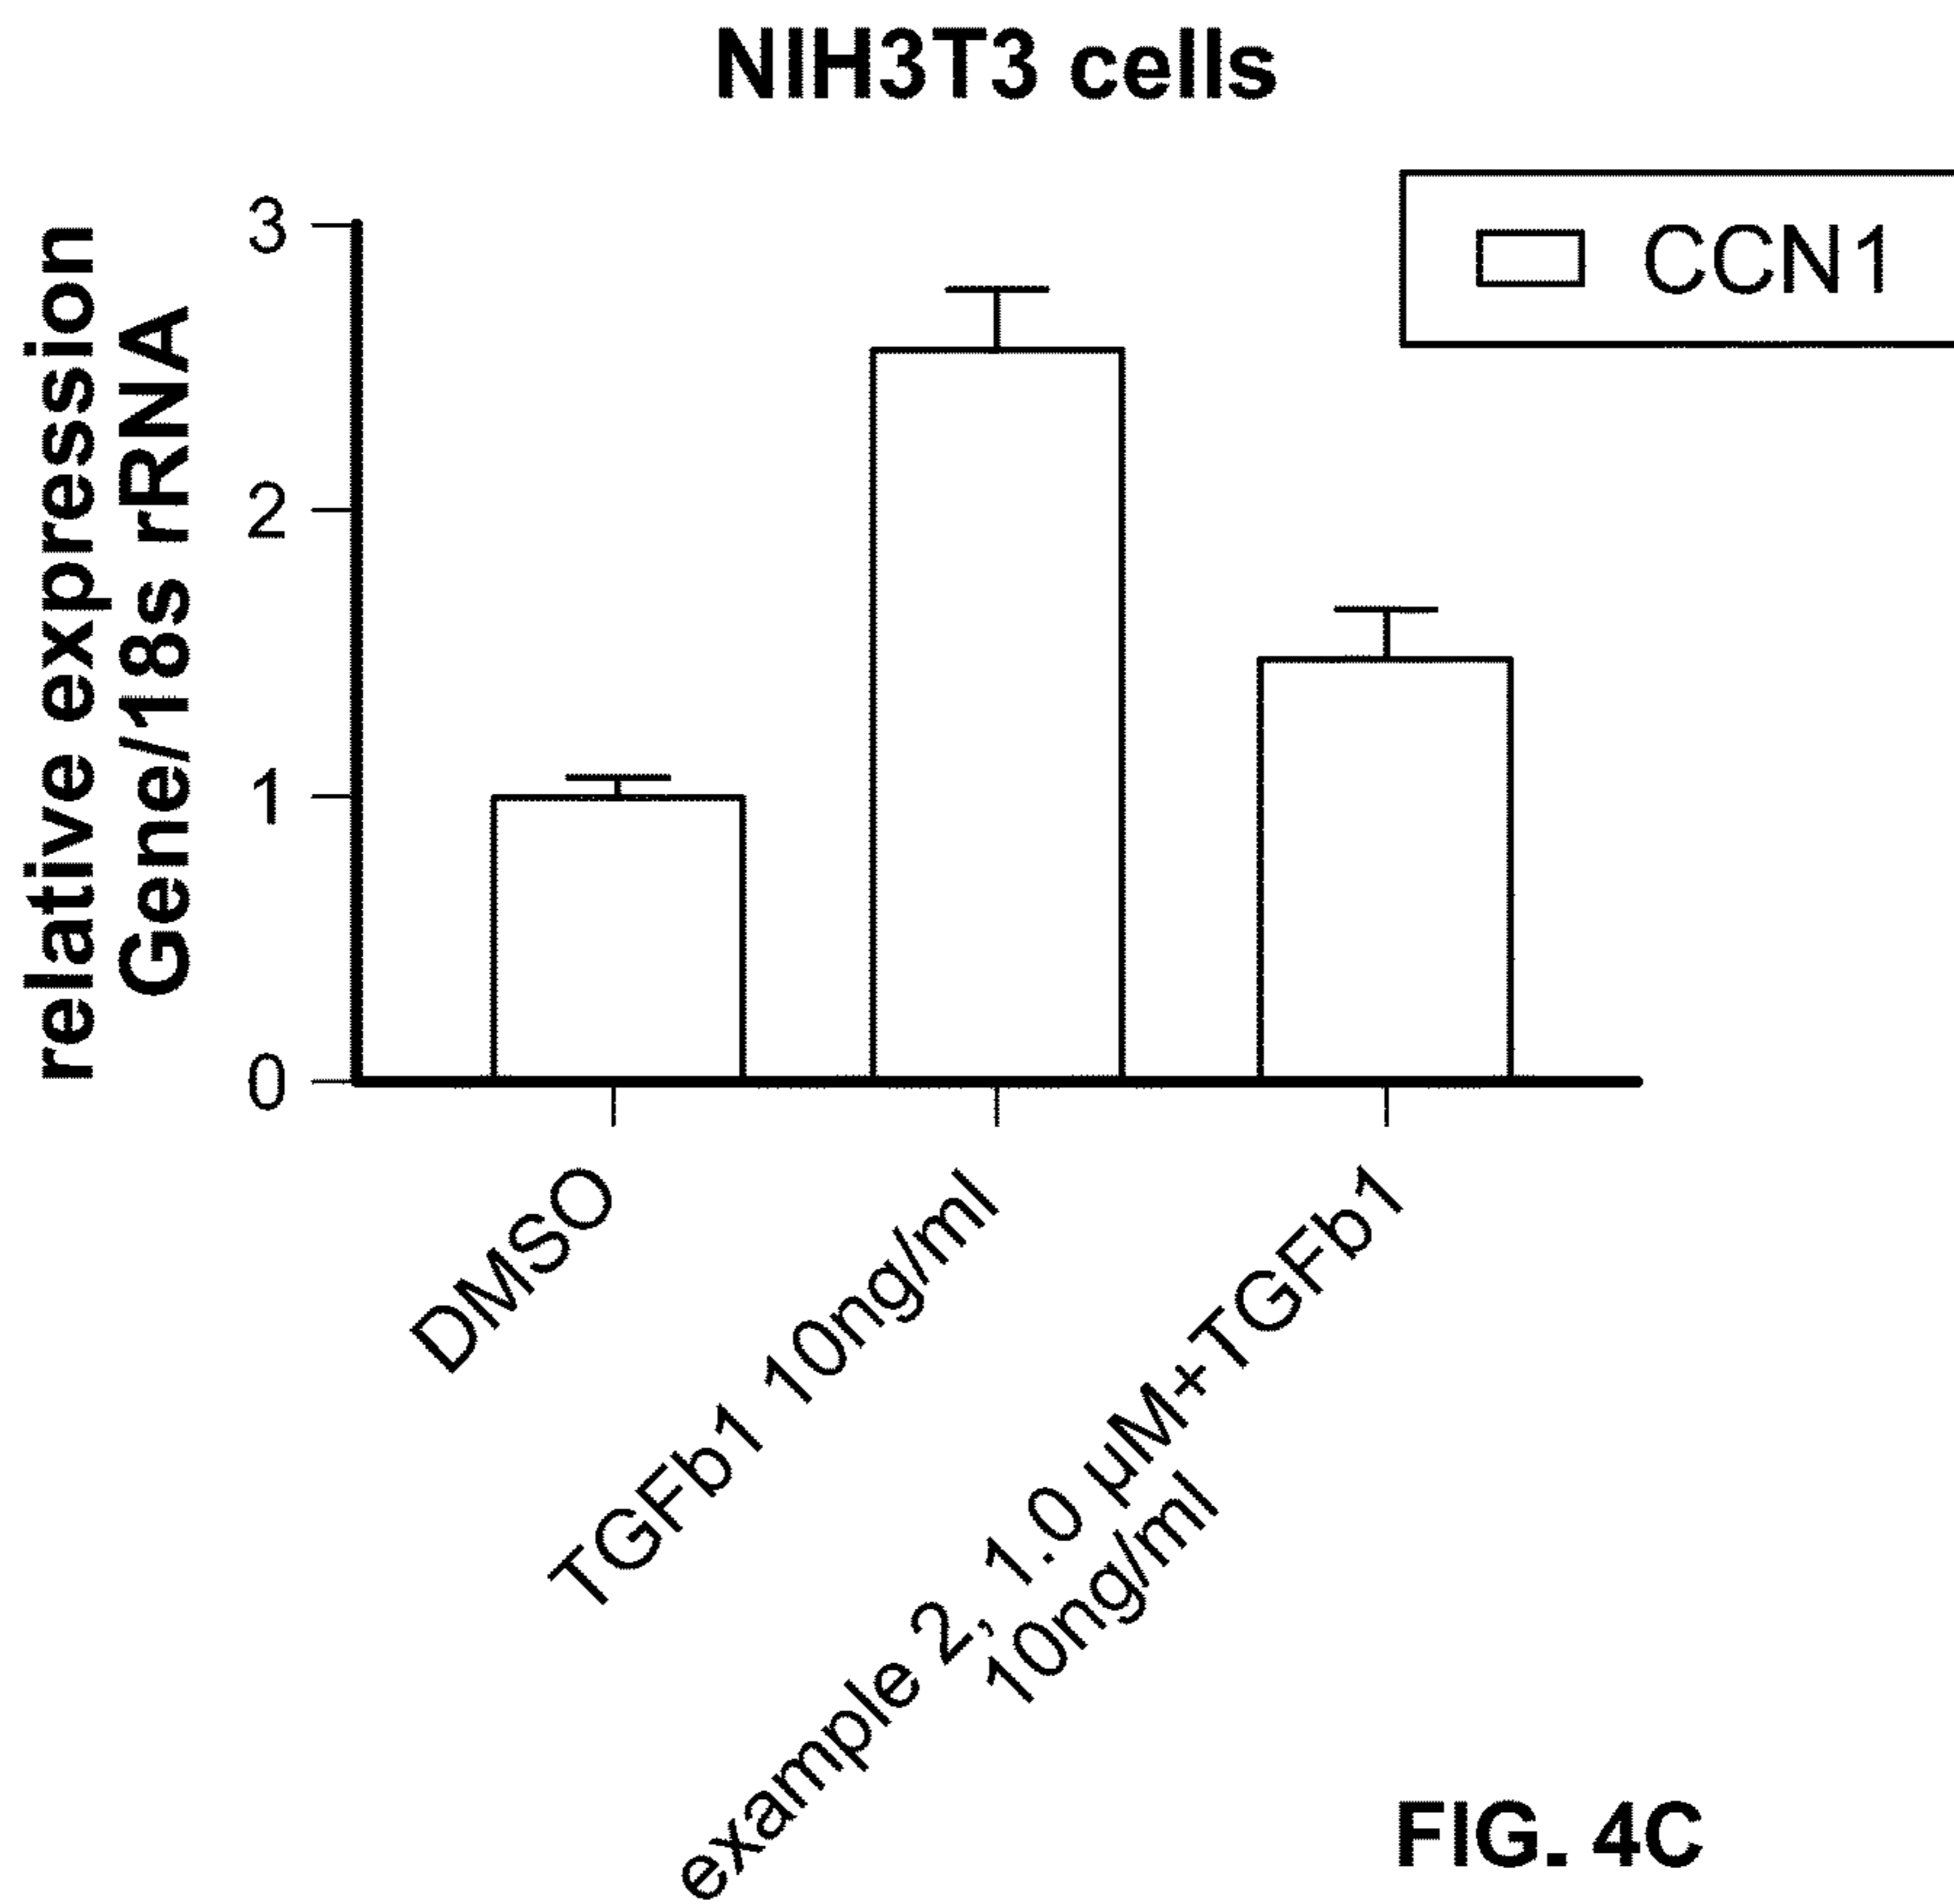 NIH3T3 cells
relative expression
Gene/18s rRNA
3
2
1
0
CCN1
DMSO
TGFb1 10ng/ml
example 2, 1.0 µM+TGFb1
10ng/ml
FIG. 4C